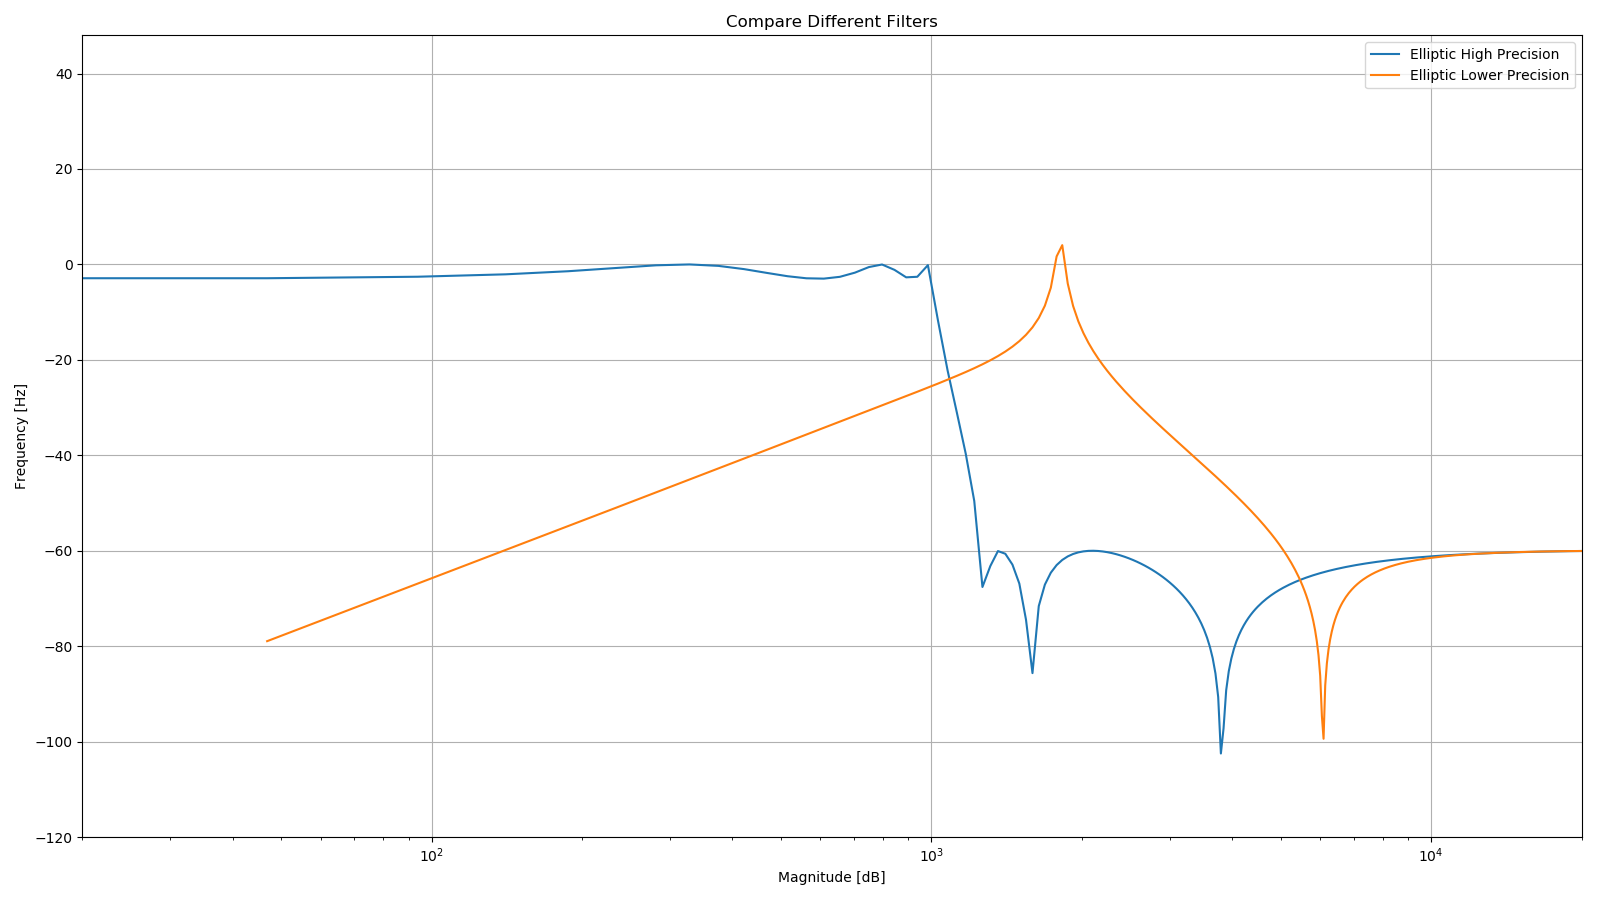 Compare Different Filters
Elliptic High Precision
Elliptic Lower Precision
40
20
0
−20
−40
−60
−80
−100
−120
Frequency [Hz]
10²
10³
10⁴
Magnitude [dB]